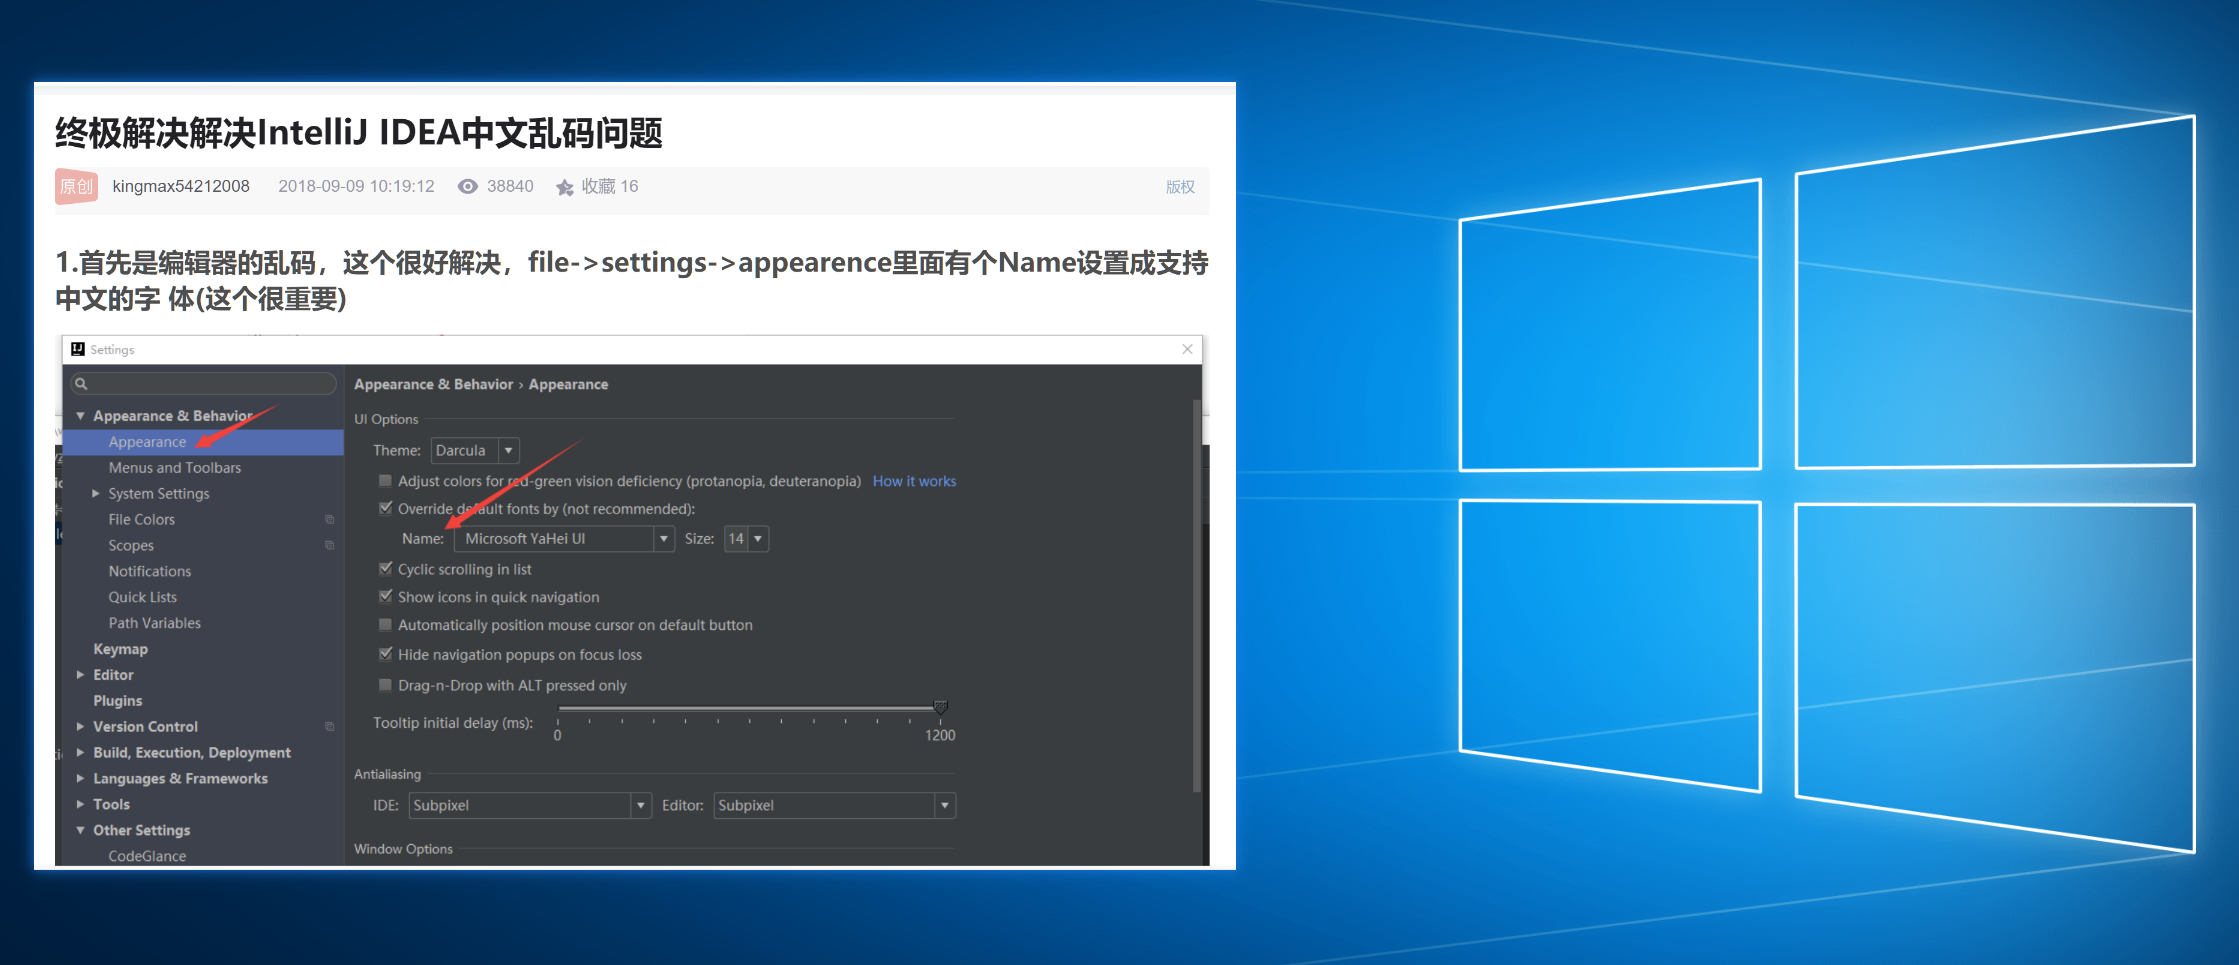 终极解决解决IntelliJ IDEA中文乱码问题
原创 kingmax54212008 2018-09-09 10:19:12 38840 收藏 16 版权
1.首先是编辑器的乱码，这个很好解决，file->settings->appearence里面有个Name设置成支持
中文的字 体(这个很重要)
Settings
Appearance & Behavior
Appearance
Menus and Toolbars
System Settings
File Colors
Scopes
Notifications
Quick Lists
Path Variables
Keymap
Editor
Plugins
Version Control
Build, Execution, Deployment
Languages & Frameworks
Tools
Other Settings
CodeGlance
Appearance & Behavior › Appearance
UI Options
Theme: Darcula
Adjust colors for red-green vision deficiency (protanopia, deuteranopia) How it works
Override default fonts by (not recommended):
Name: Microsoft YaHei UI Size: 14
Cyclic scrolling in list
Show icons in quick navigation
Automatically position mouse cursor on default button
Hide navigation popups on focus loss
Drag-n-Drop with ALT pressed only
Tooltip initial delay (ms):
0 1200
Antialiasing
IDE: Subpixel Editor: Subpixel
Window Options